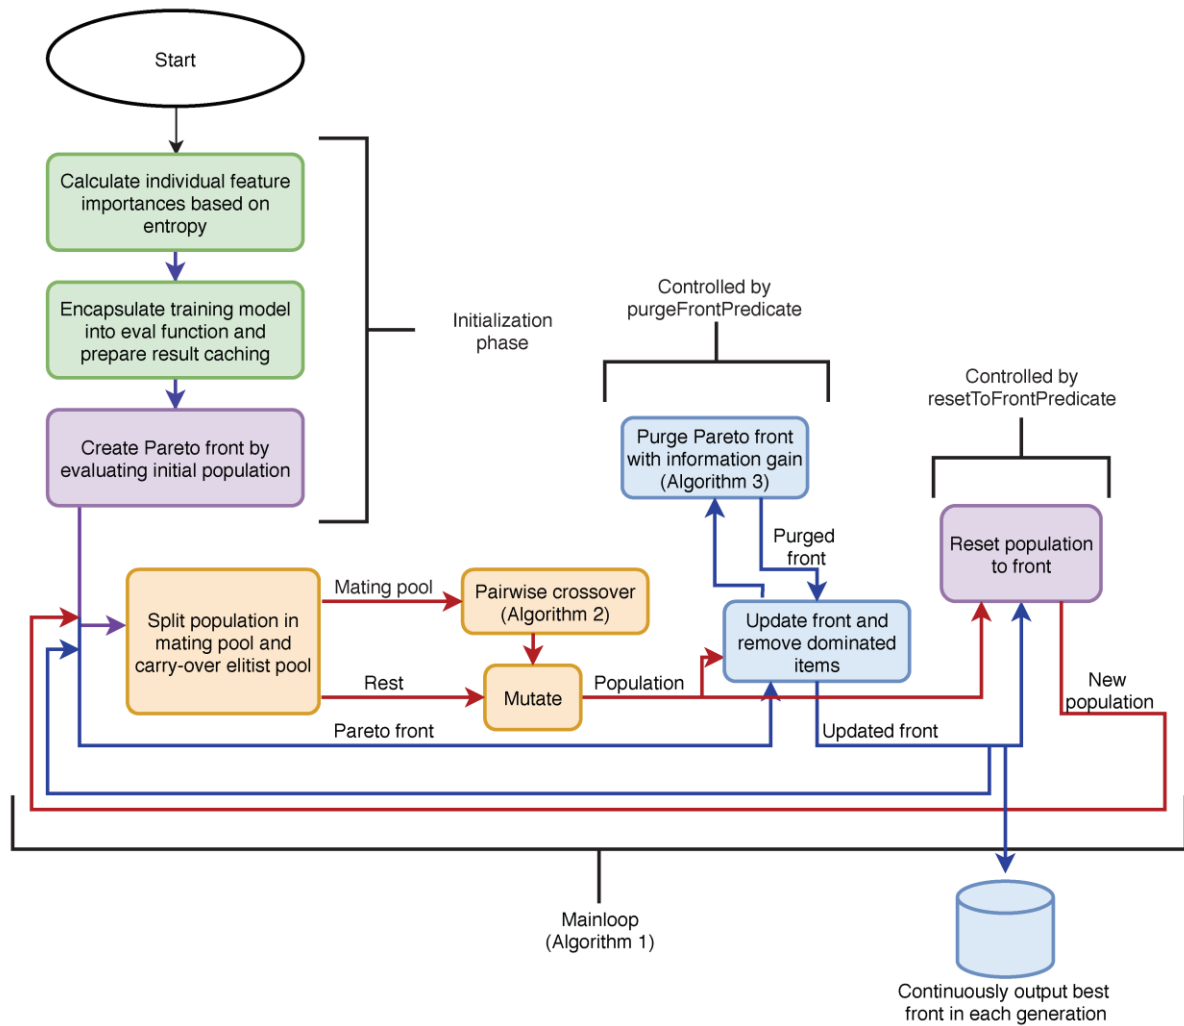 Start
Calculate individual feature
importances based on
entropy
Encapsulate training model
into eval function and
prepare result caching
Create Pareto front by
evaluating initial population
Initialization
phase
Controlled by
purgeFrontPredicate
Purge Pareto front
with information gain
(Algorithm 3)
Controlled by
resetToFrontPredicate
Reset population
to front
Purged
front
Split population in
mating pool and
carry-over elitist pool
Mating pool
Pairwise crossover
(Algorithm 2)
Rest
Mutate
Population
Update front and
remove dominated
items
Pareto front
Updated front
New
population
Mainloop
(Algorithm 1)
Continuously output best
front in each generation